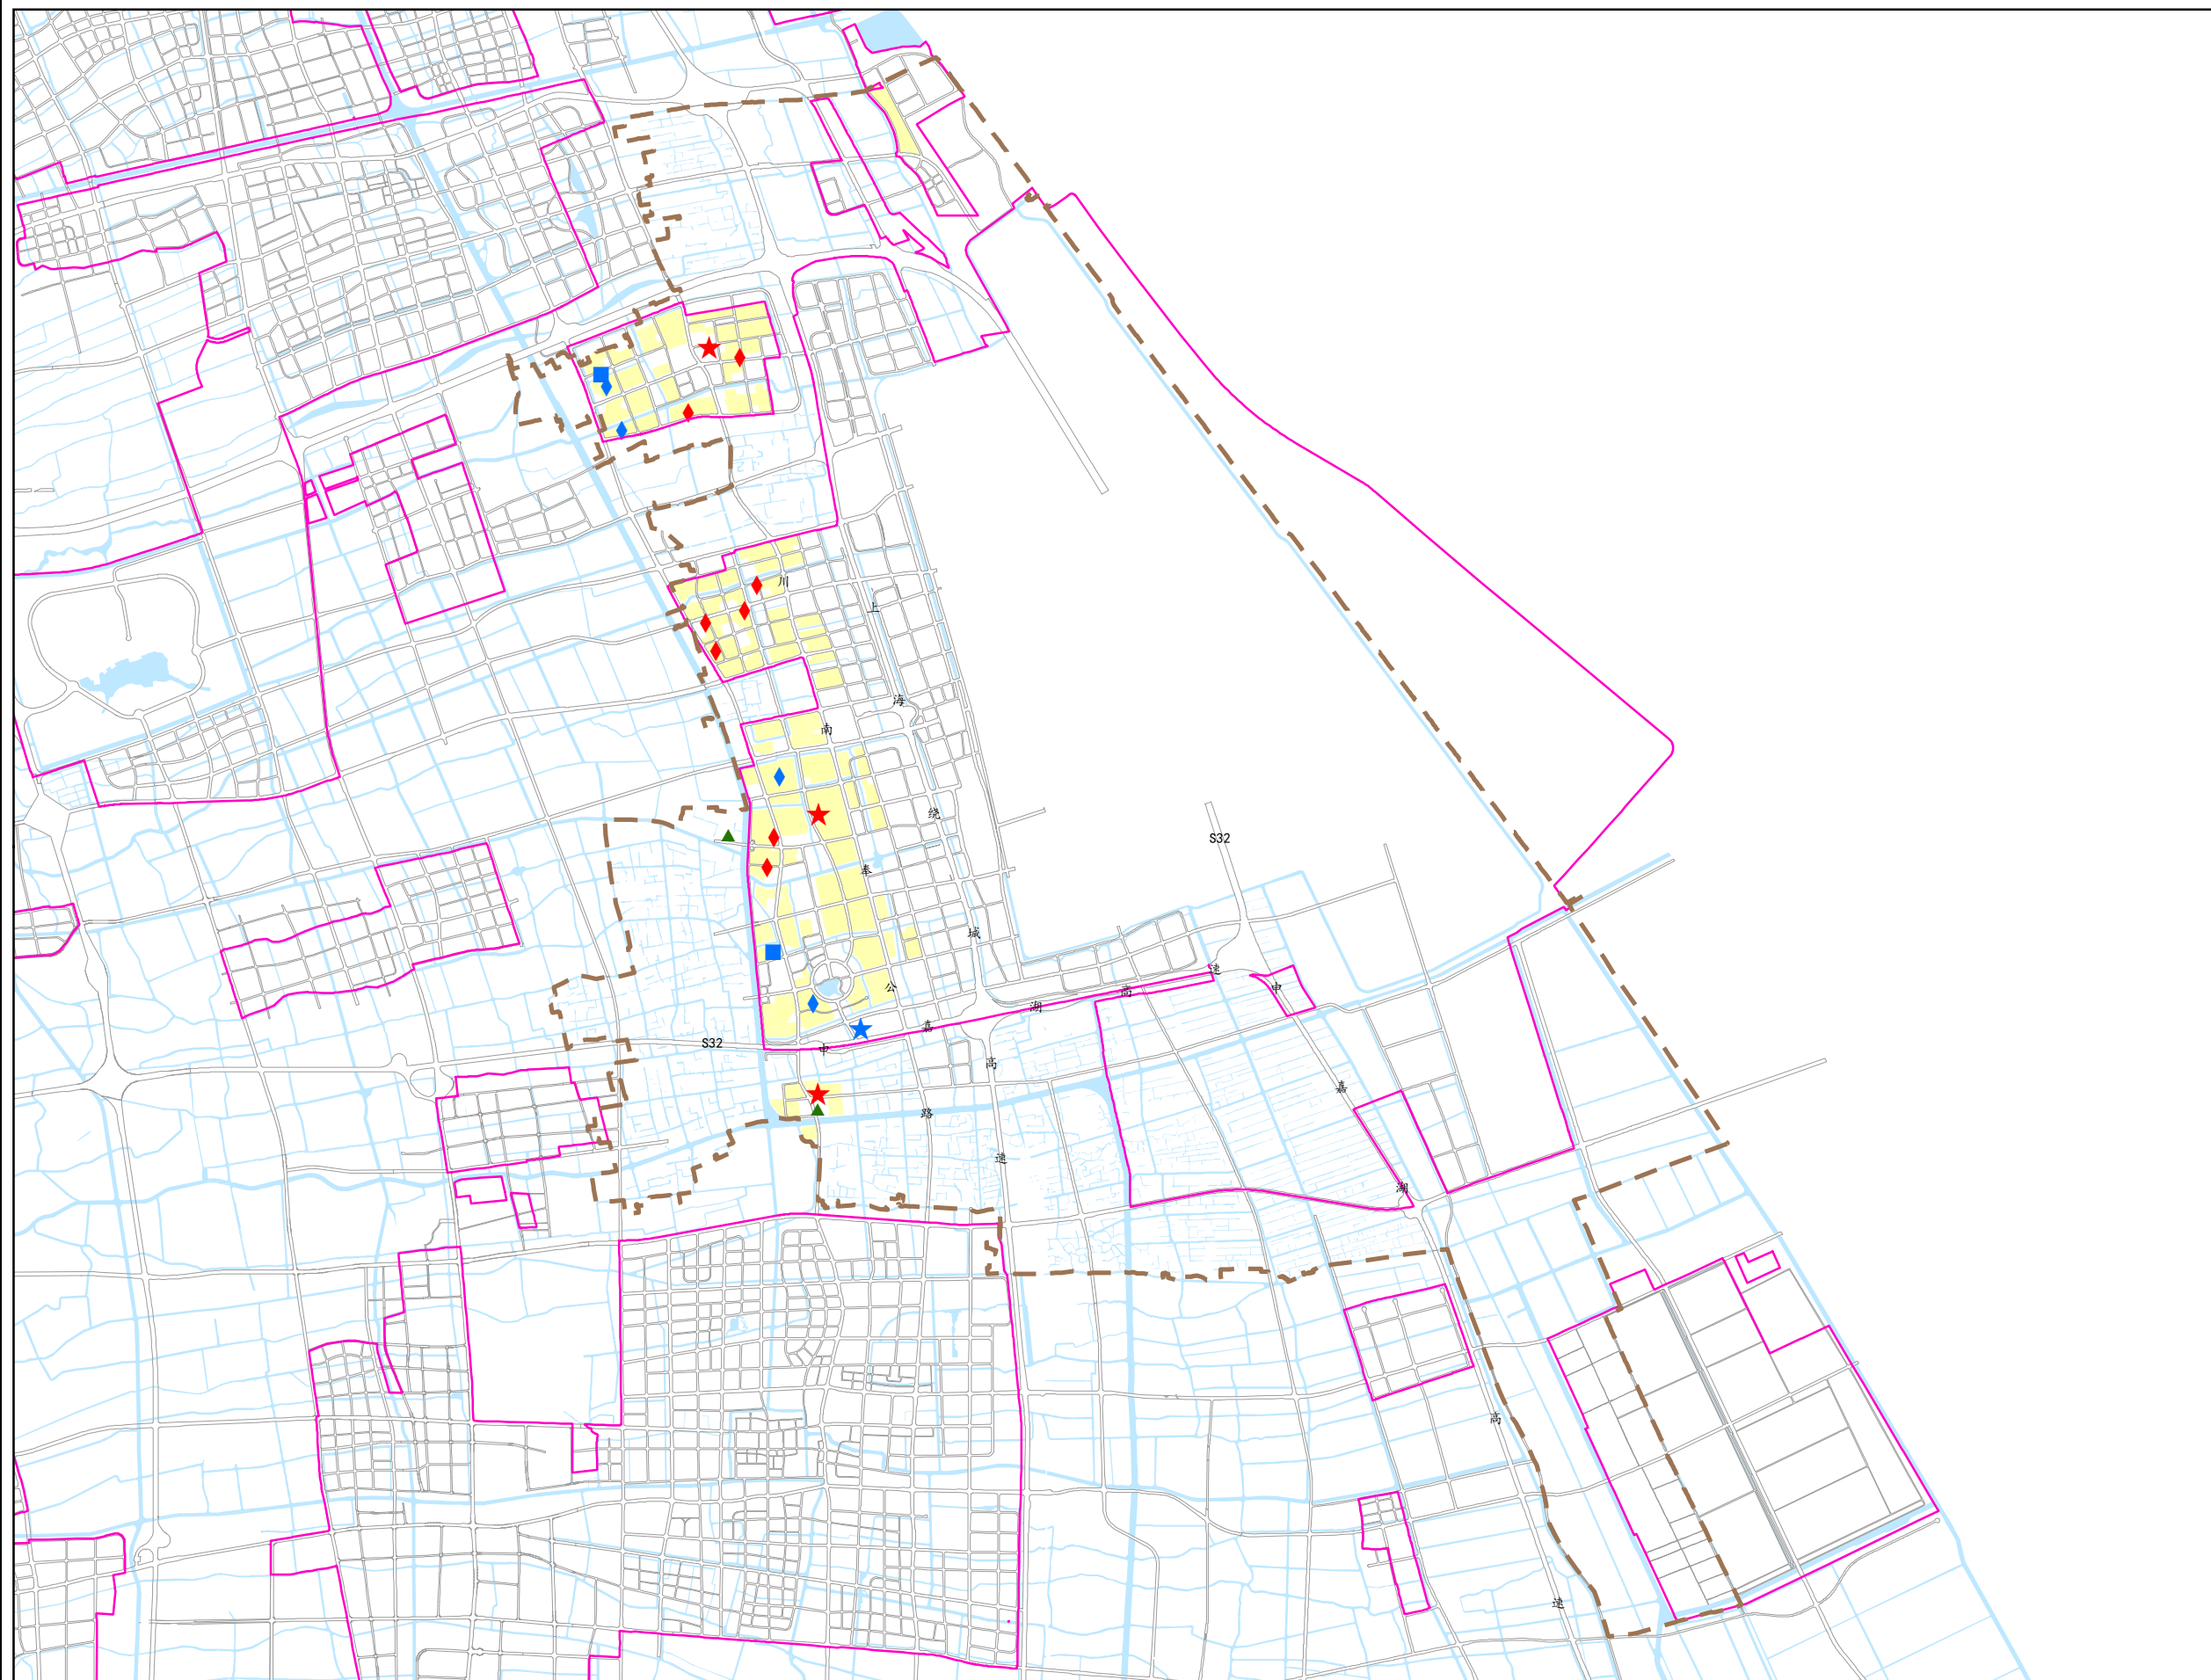 川
南
奉
公
路
上
海
绕
城
高
速
S32
S32
申
嘉
湖
高
速
申
嘉
湖
高
速